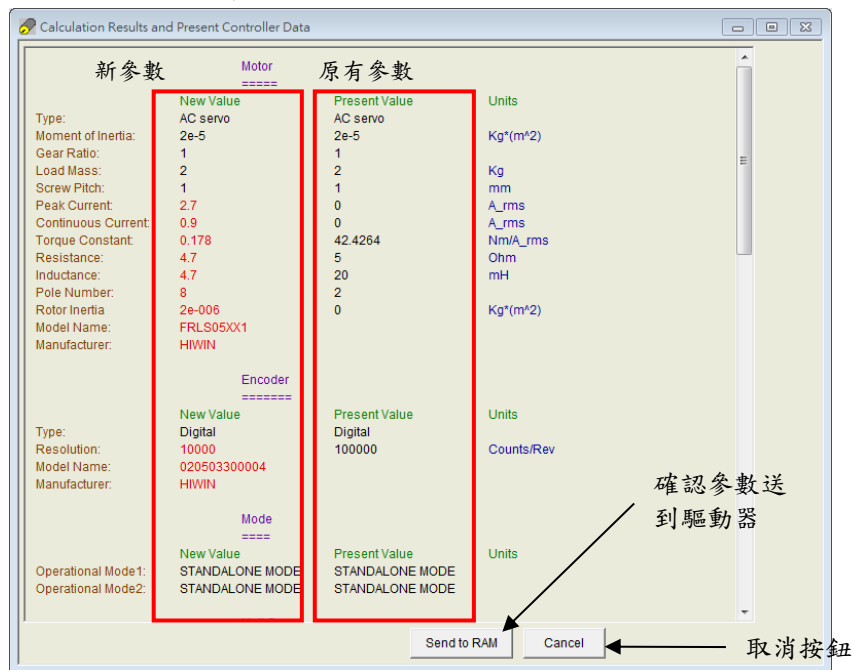 Calculation Results and Present Controller Data
新參數 Motor 原有參數
=====
New Value Present Value Units
Type: AC servo AC servo
Moment of Inertia: 2e-5 2e-5 Kg*(m^2)
Gear Ratio: 1 1
Load Mass: 2 2 Kg
Screw Pitch: 1 1 mm
Peak Current: 2.7 0 A_rms
Continuous Current: 0.9 0 A_rms
Torque Constant: 0.178 42.4264 Nm/A_rms
Resistance: 4.7 5 Ohm
Inductance: 4.7 20 mH
Pole Number: 8 2
Rotor Inertia 2e-006 0 Kg*(m^2)
Model Name: FRLS05XX1
Manufacturer: HIWIN
Encoder
=======
New Value Present Value Units
Type: Digital Digital
Resolution: 10000 100000 Counts/Rev
Model Name: 020503300004
Manufacturer: HIWIN
確認參數送
到驅動器
Mode
====
New Value Present Value Units
Operational Mode1: STANDALONE MODE STANDALONE MODE
Operational Mode2: STANDALONE MODE STANDALONE MODE
Send to RAM Cancel 取消按鈕